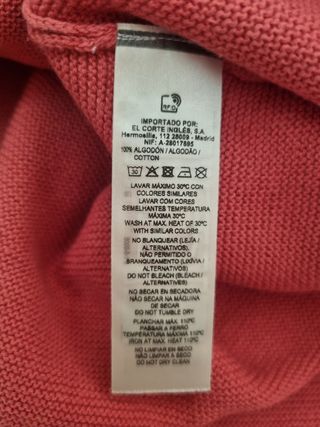 RFID
IMPORTADO POR:
EL CORTE INGLÉS, S.A.
Hermosilla, 112 28009 - Madrid
NIF: A-28017895
100% ALGODÓN / ALGODÃO /
COTTON
30
LAVAR MÁXIMO 30ºC CON
COLORES SIMILARES
LAVAR COM CORES
SEMELHANTES TEMPERATURA
MÁXIMA 30ºC
WASH AT MAX. HEAT OF 30ºC
WITH SIMILAR COLORS
NO BLANQUEAR (LEJÍA /
ALTERNATIVAS)
NÃO PERMITIDO O
BRANQUEAMENTO (LIXÍVIA /
ALTERNATIVAS)
DO NOT BLEACH (BLEACH /
ALTERNATIVES)
NO SECAR EN SECADORA
NÃO SECAR NA MÁQUINA
DE SECAR
DO NOT TUMBLE DRY
PLANCHAR MÁX. 110ºC
PASSAR A FERRO
TEMPERATURA MÁXIMA 110ºC
IRON AT MAX. HEAT 110ºC
NO LIMPIAR EN SECO
NÃO LIMPAR A SECO
DO NOT DRY CLEAN